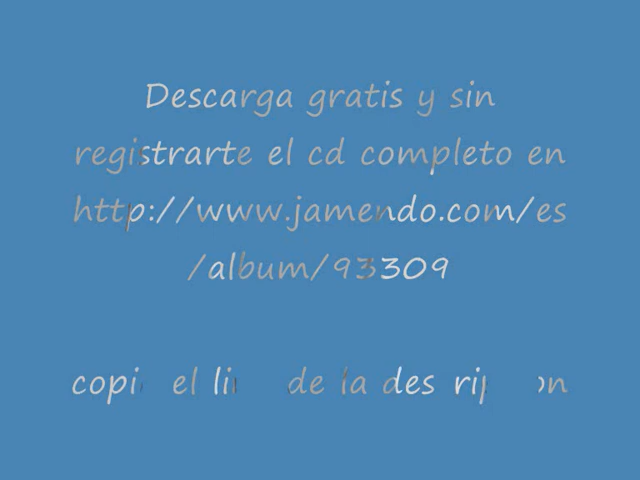 Descarga gratis y sin
registrarte el cd completo en
http://www.jamendo.com/es
/album/93309
el de la